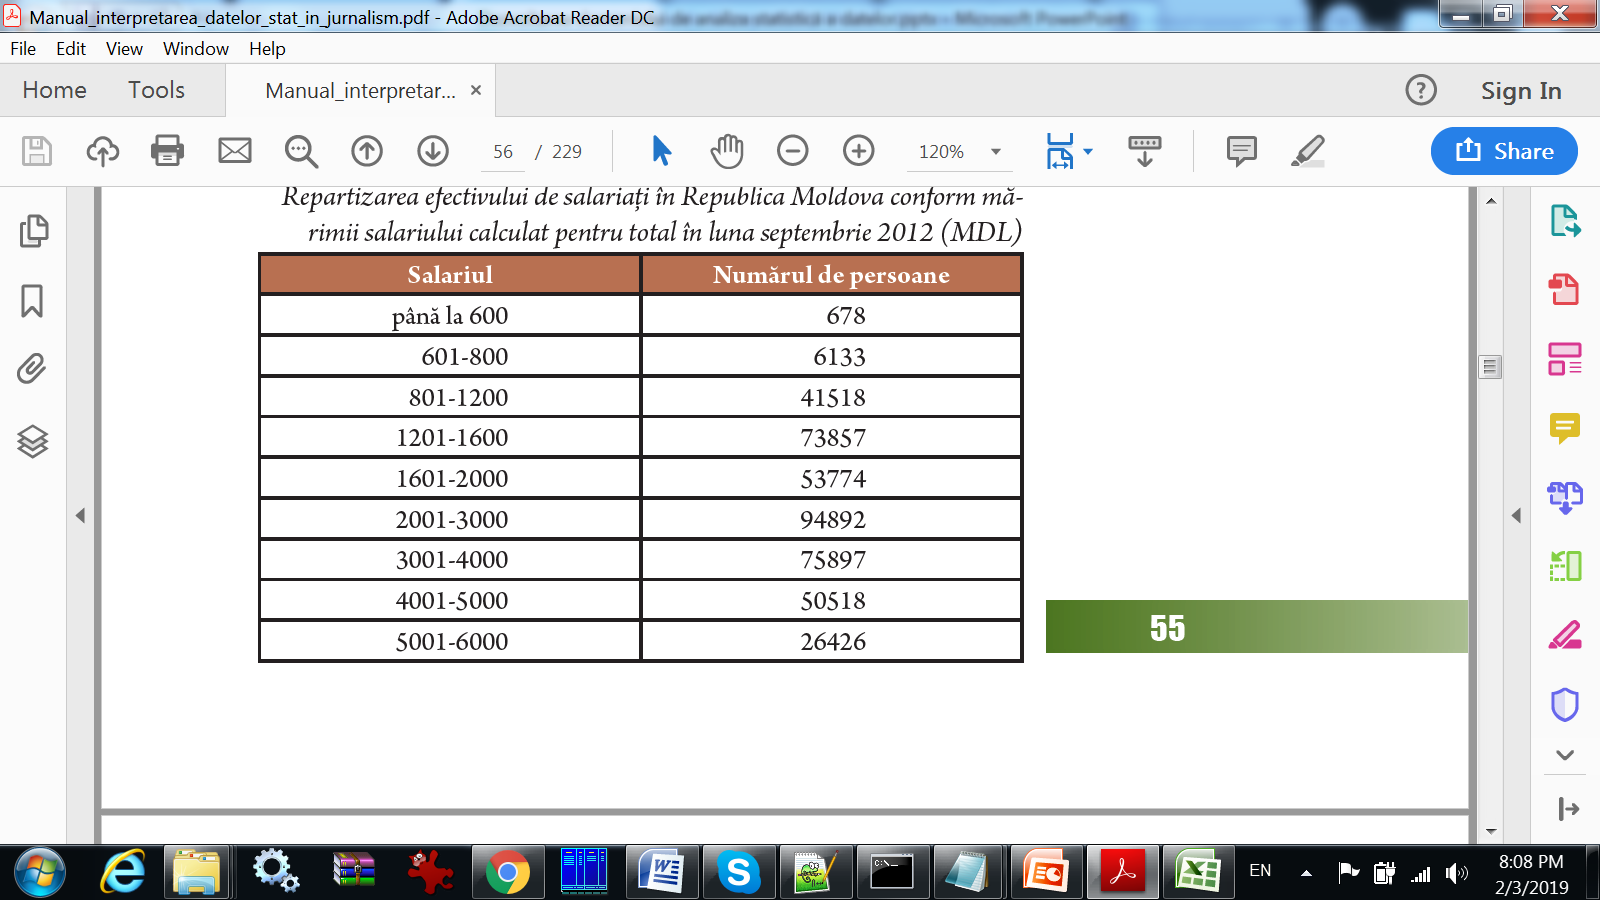 Manual_interpretarea_datelor_stat_in_jurnalism.pdf - Adobe Acrobat Reader DC
File Edit View Window Help
Home Tools Manual_interpretar... × ? Sign In
56 / 229 120% Share
Repartizarea efectivului de salariați în Republica Moldova conform mă-
rimii salariului calculat pentru total în luna septembrie 2012 (MDL)
Salariul Numărul de persoane
până la 600 678
601-800 6133
801-1200 41518
1201-1600 73857
1601-2000 53774
2001-3000 94892
3001-4000 75897
4001-5000 50518
5001-6000 26426
55
EN 8:08 PM
2/3/2019